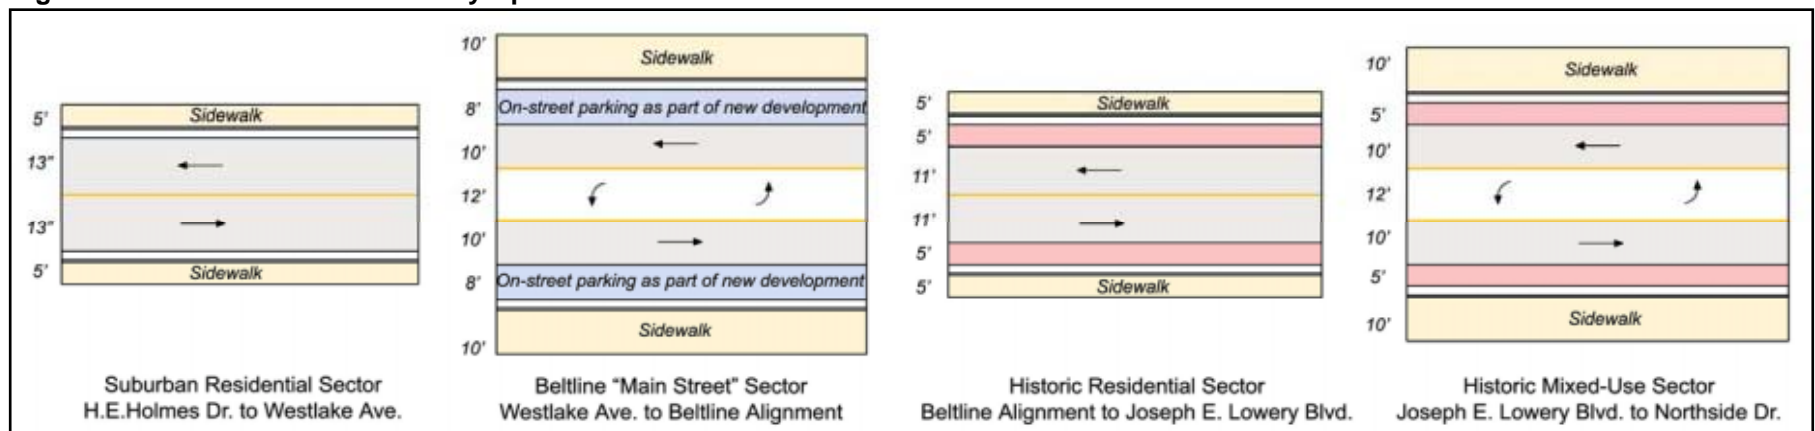 5'
13"
13"
5'
Sidewalk
Sidewalk
Suburban Residential Sector
H.E.Holmes Dr. to Westlake Ave.
10'
8'
10'
12'
10'
8'
10'
Sidewalk
On-street parking as part of new development
On-street parking as part of new development
Sidewalk
Beltline “Main Street” Sector
Westlake Ave. to Beltline Alignment
5'
5'
11'
11'
5'
5'
Sidewalk
Sidewalk
Historic Residential Sector
Beltline Alignment to Joseph E. Lowery Blvd.
10'
5'
10'
12'
10'
5'
10'
Sidewalk
Sidewalk
Historic Mixed-Use Sector
Joseph E. Lowery Blvd. to Northside Dr.